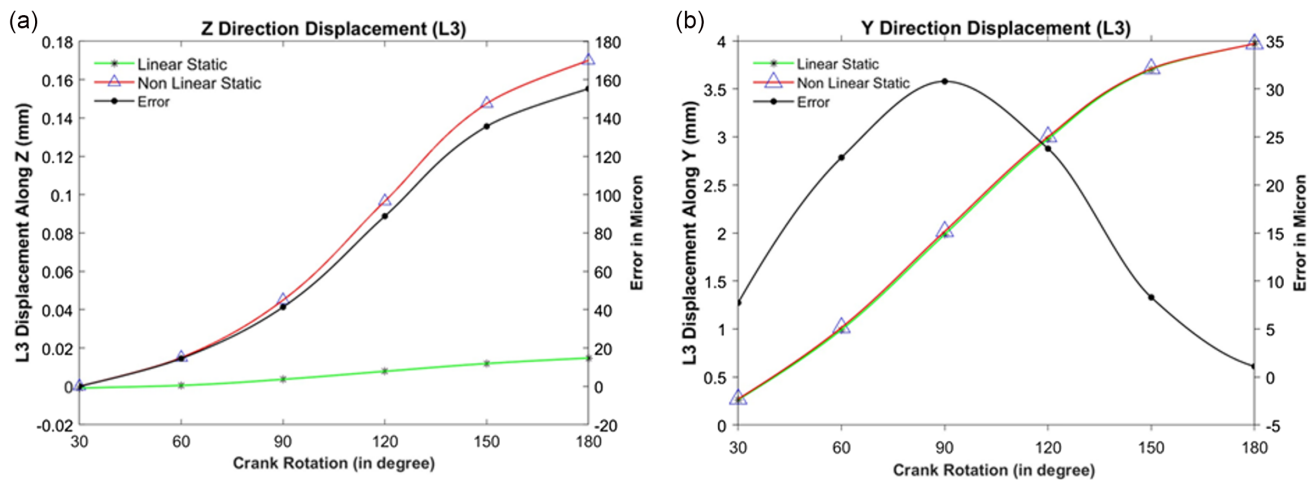 (a)
Z Direction Displacement (L3)
L3 Displacement Along Z (mm)
0.18
0.16
0.14
0.12
0.1
0.08
0.06
0.04
0.02
0
-0.02
Linear Static
Non Linear Static
Error
180
160
140
120
100
80
60
40
20
0
-20
Error in Micron
30 60 90 120 150 180
Crank Rotation (in degree)
(b)
Y Direction Displacement (L3)
L3 Displacement Along Y (mm)
4
3.5
3
2.5
2
1.5
1
0.5
0
Linear Static
Non Linear Static
Error
35
30
25
20
15
10
5
0
-5
Error in Micron
30 60 90 120 150 180
Crank Rotation (in degree)